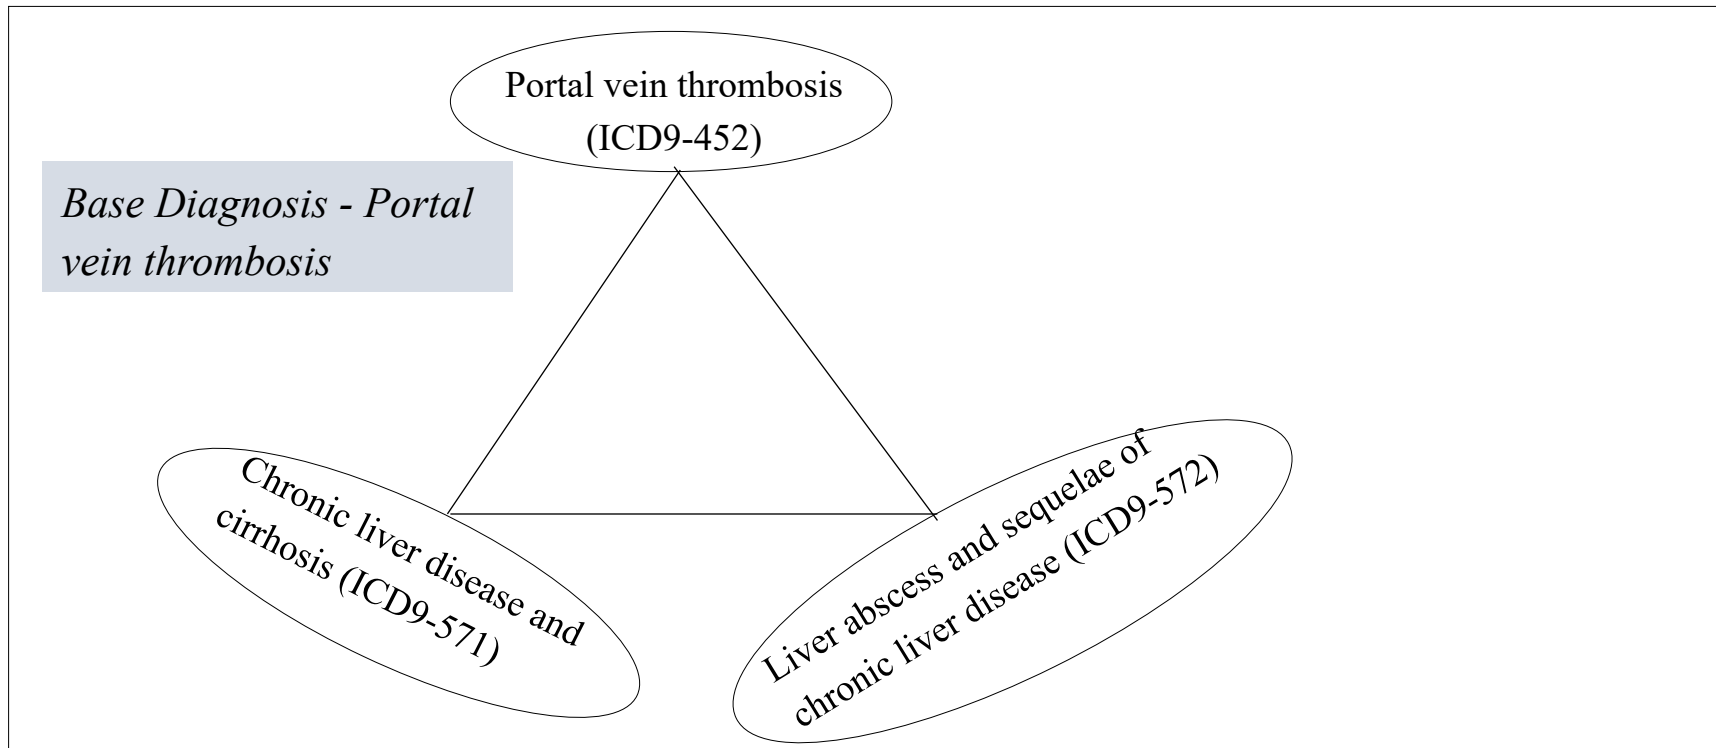 Portal vein thrombosis
(ICD9-452)
Base Diagnosis - Portal
vein thrombosis
Chronic liver disease and
cirrhosis (ICD9-571)
Liver abscess and sequelae of
chronic liver disease (ICD9-572)